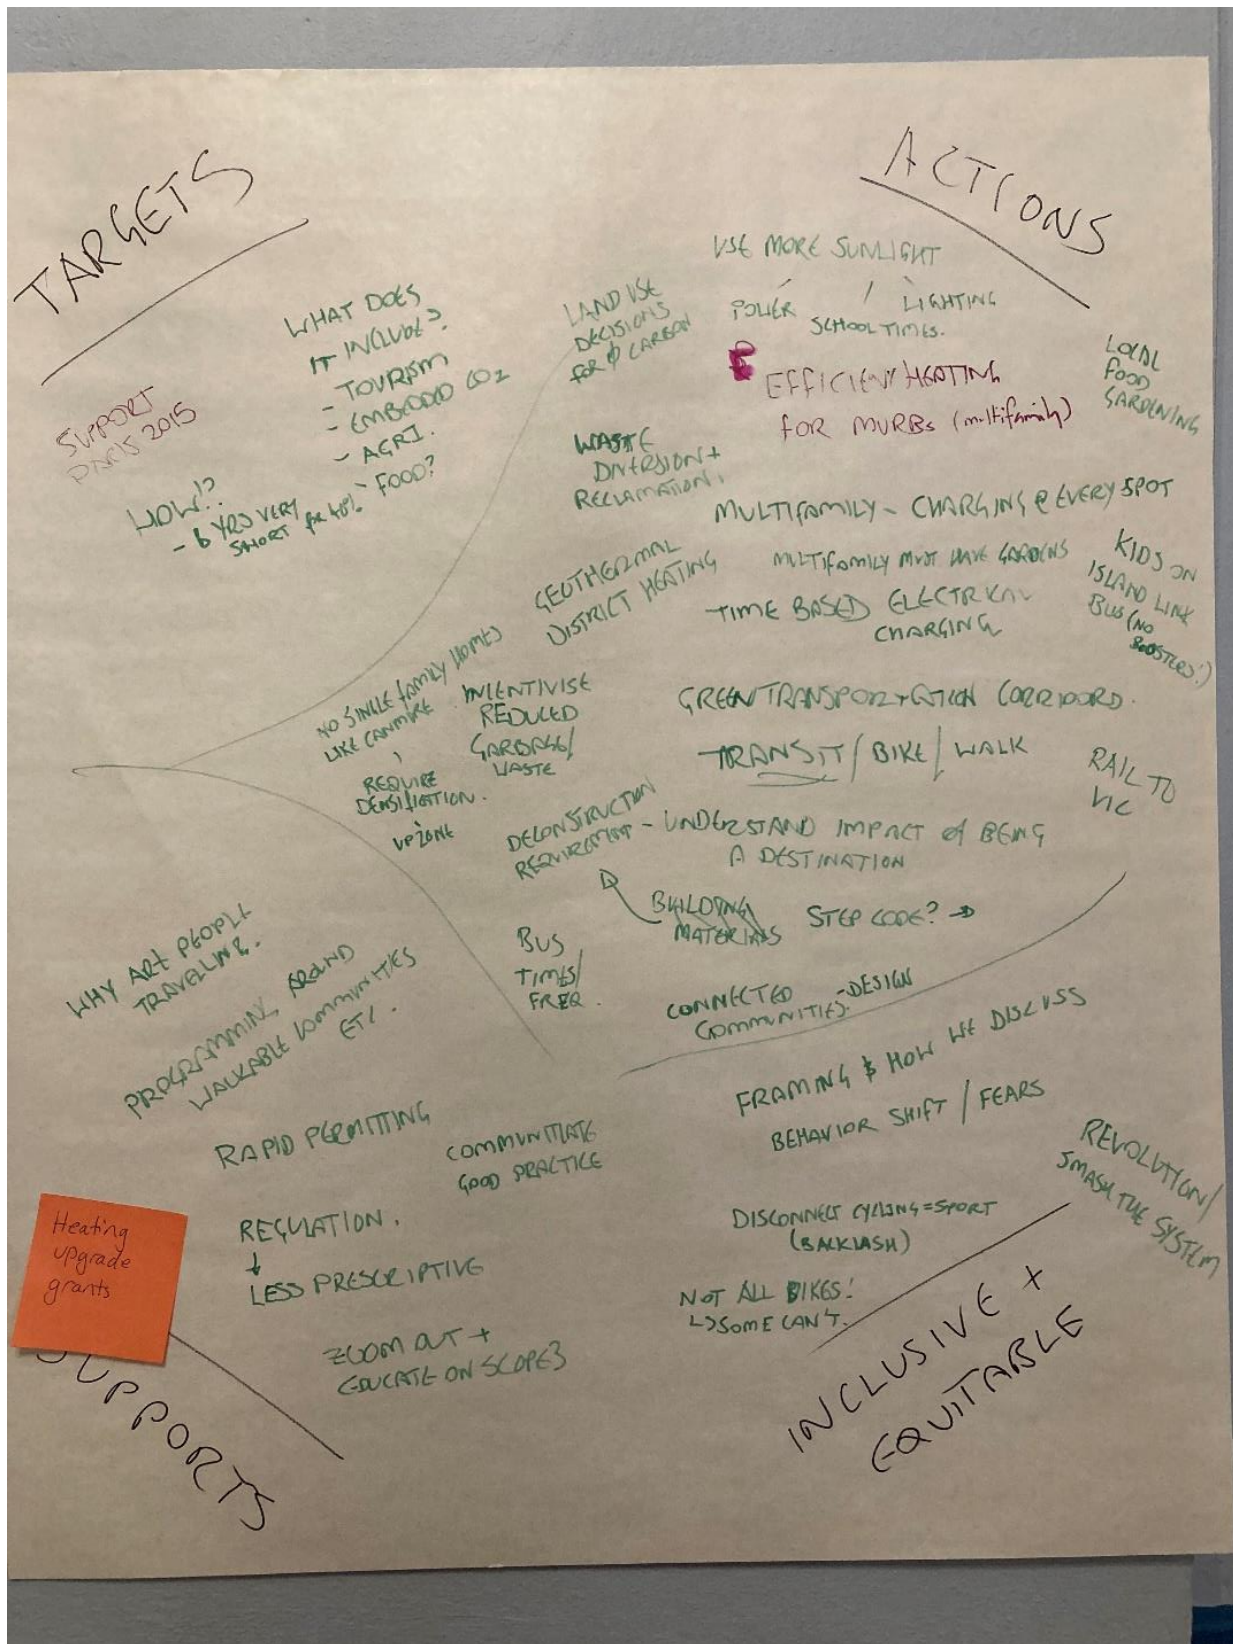 TARGETS
SUPPORT
PARIS 2015
WHAT DOES
IT INCLUDE?
- TOURISM
- EMBEDDED CO2
- AGRI.
- FOOD?
HOW!?
- 6 YRS VERY
SHORT for 40%
ACTIONS
USE MORE SUNLIGHT
POWER / LIGHTING
SCHOOL TIMES.
LAND USE
DECISIONS
for CARBON
EFFICIENT HEATING
for MURBs (multifamily)
LOCAL
FOOD
GARDENING
WASTE
DIVERSION +
RECLAMATION.
MULTIFAMILY - CHARGING @ EVERY SPOT
MULTIFAMILY MUST HAVE GARDENS
KIDS ON
ISLAND LINK
BUS (NO
BOOSTERS!)
GEOTHERMAL
DISTRICT HEATING
TIME BASED ELECTRICAL
CHARGING
NO SINGLE FAMILY HOMES
LIKE CANMORE
REQUIRE
DENSIFICATION.
UPZONE
INCENTIVISE
REDUCED
GARBAGE/
WASTE
GREEN TRANSPORTATION CORRIDORS.
TRANSIT / BIKE / WALK
RAIL TO
VIC
DECONSTRUCTION
REQUIREMENT
- UNDERSTAND IMPACT of BEING
A DESTINATION
BUILDING
MATERIALS
STEP CODE? →
BUS
TIMES/
FREQ.
CONNECTED
COMMUNITIES.
- DESIGN
WHY ARE PEOPLE
TRAVELLING.
PROGRAMMING AROUND
WALKABLE COMMUNITIES
ETC.
RAPID PERMITTING
COMMUNICATE
GOOD PRACTICE
REGULATION.
↓
LESS PRESCRIPTIVE
ZOOM OUT +
EDUCATE ON SCOPE 3
Heating
upgrade
grants
SUPPORTS
FRAMING & HOW WE DISCUSS
BEHAVIOR SHIFT / FEARS
REVOLUTION/
SMASH THE SYSTEM
DISCONNECT CYCLING = SPORT
(BACKLASH)
NOT ALL BIKES!
↳ SOME CAN'T.
INCLUSIVE +
EQUITABLE